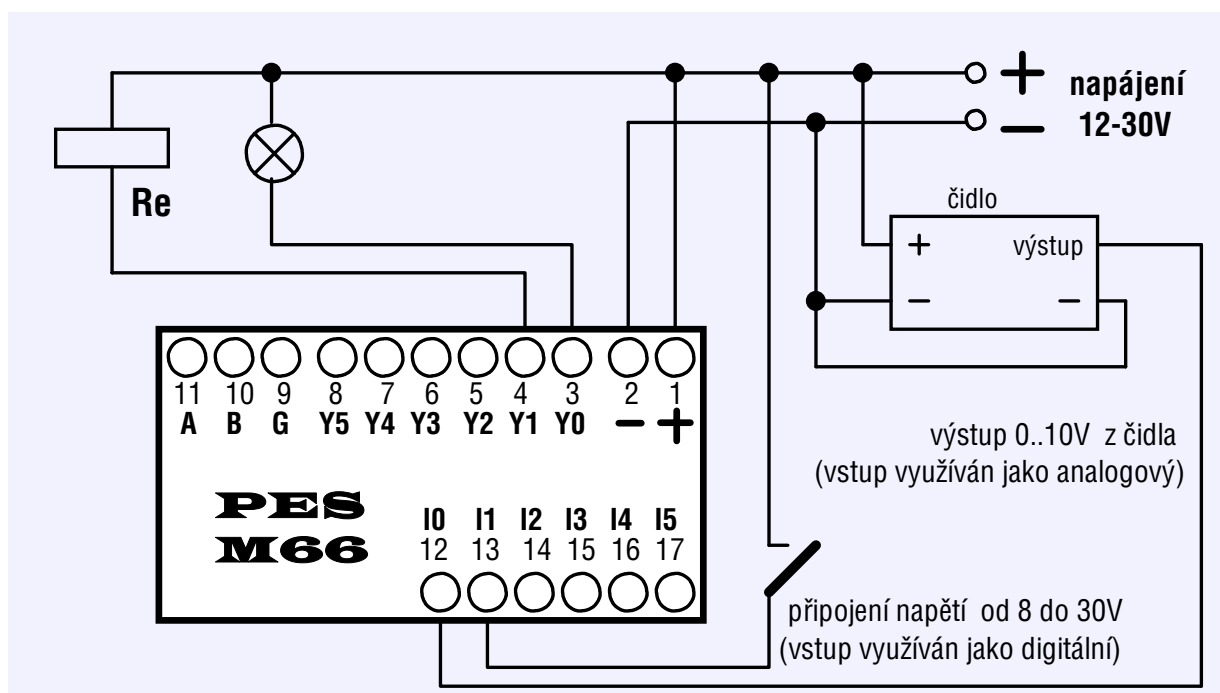 + napájení
− 12-30V
Re
čidlo
+ výstup
− −
11 10 9 8 7 6 5 4 3 2 1
A B G Y5 Y4 Y3 Y2 Y1 Y0 − +
výstup 0..10V z čidla
(vstup využíván jako analogový)
PES
M66
I0 I1 I2 I3 I4 I5
12 13 14 15 16 17
připojení napětí od 8 do 30V
(vstup využíván jako digitální)